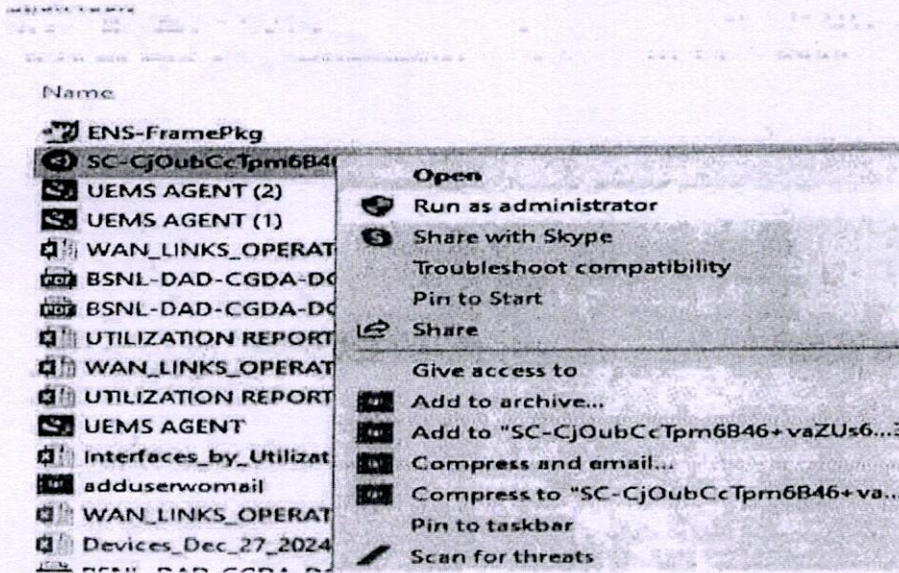 Name
ENS-FramePkg
SC-CjOubCcTpm6B46
UEMS AGENT (2)
UEMS AGENT (1)
WAN_LINKS_OPERAT
BSNL-DAD-CGDA-DC
BSNL-DAD-CGDA-DC
UTILIZATION REPORT
WAN_LINKS_OPERAT
UTILIZATION REPORT
UEMS AGENT
Interfaces_by_Utilizat
adduserwomail
WAN_LINKS_OPERAT
Devices_Dec_27_2024
Open
Run as administrator
Share with Skype
Troubleshoot compatibility
Pin to Start
Share
Give access to
Add to archive...
Add to "SC-CjOubCcTpm6B46+vaZUs6...3
Compress and email...
Compress to "SC-CjOubCcTpm6B46+va...
Pin to taskbar
Scan for threats